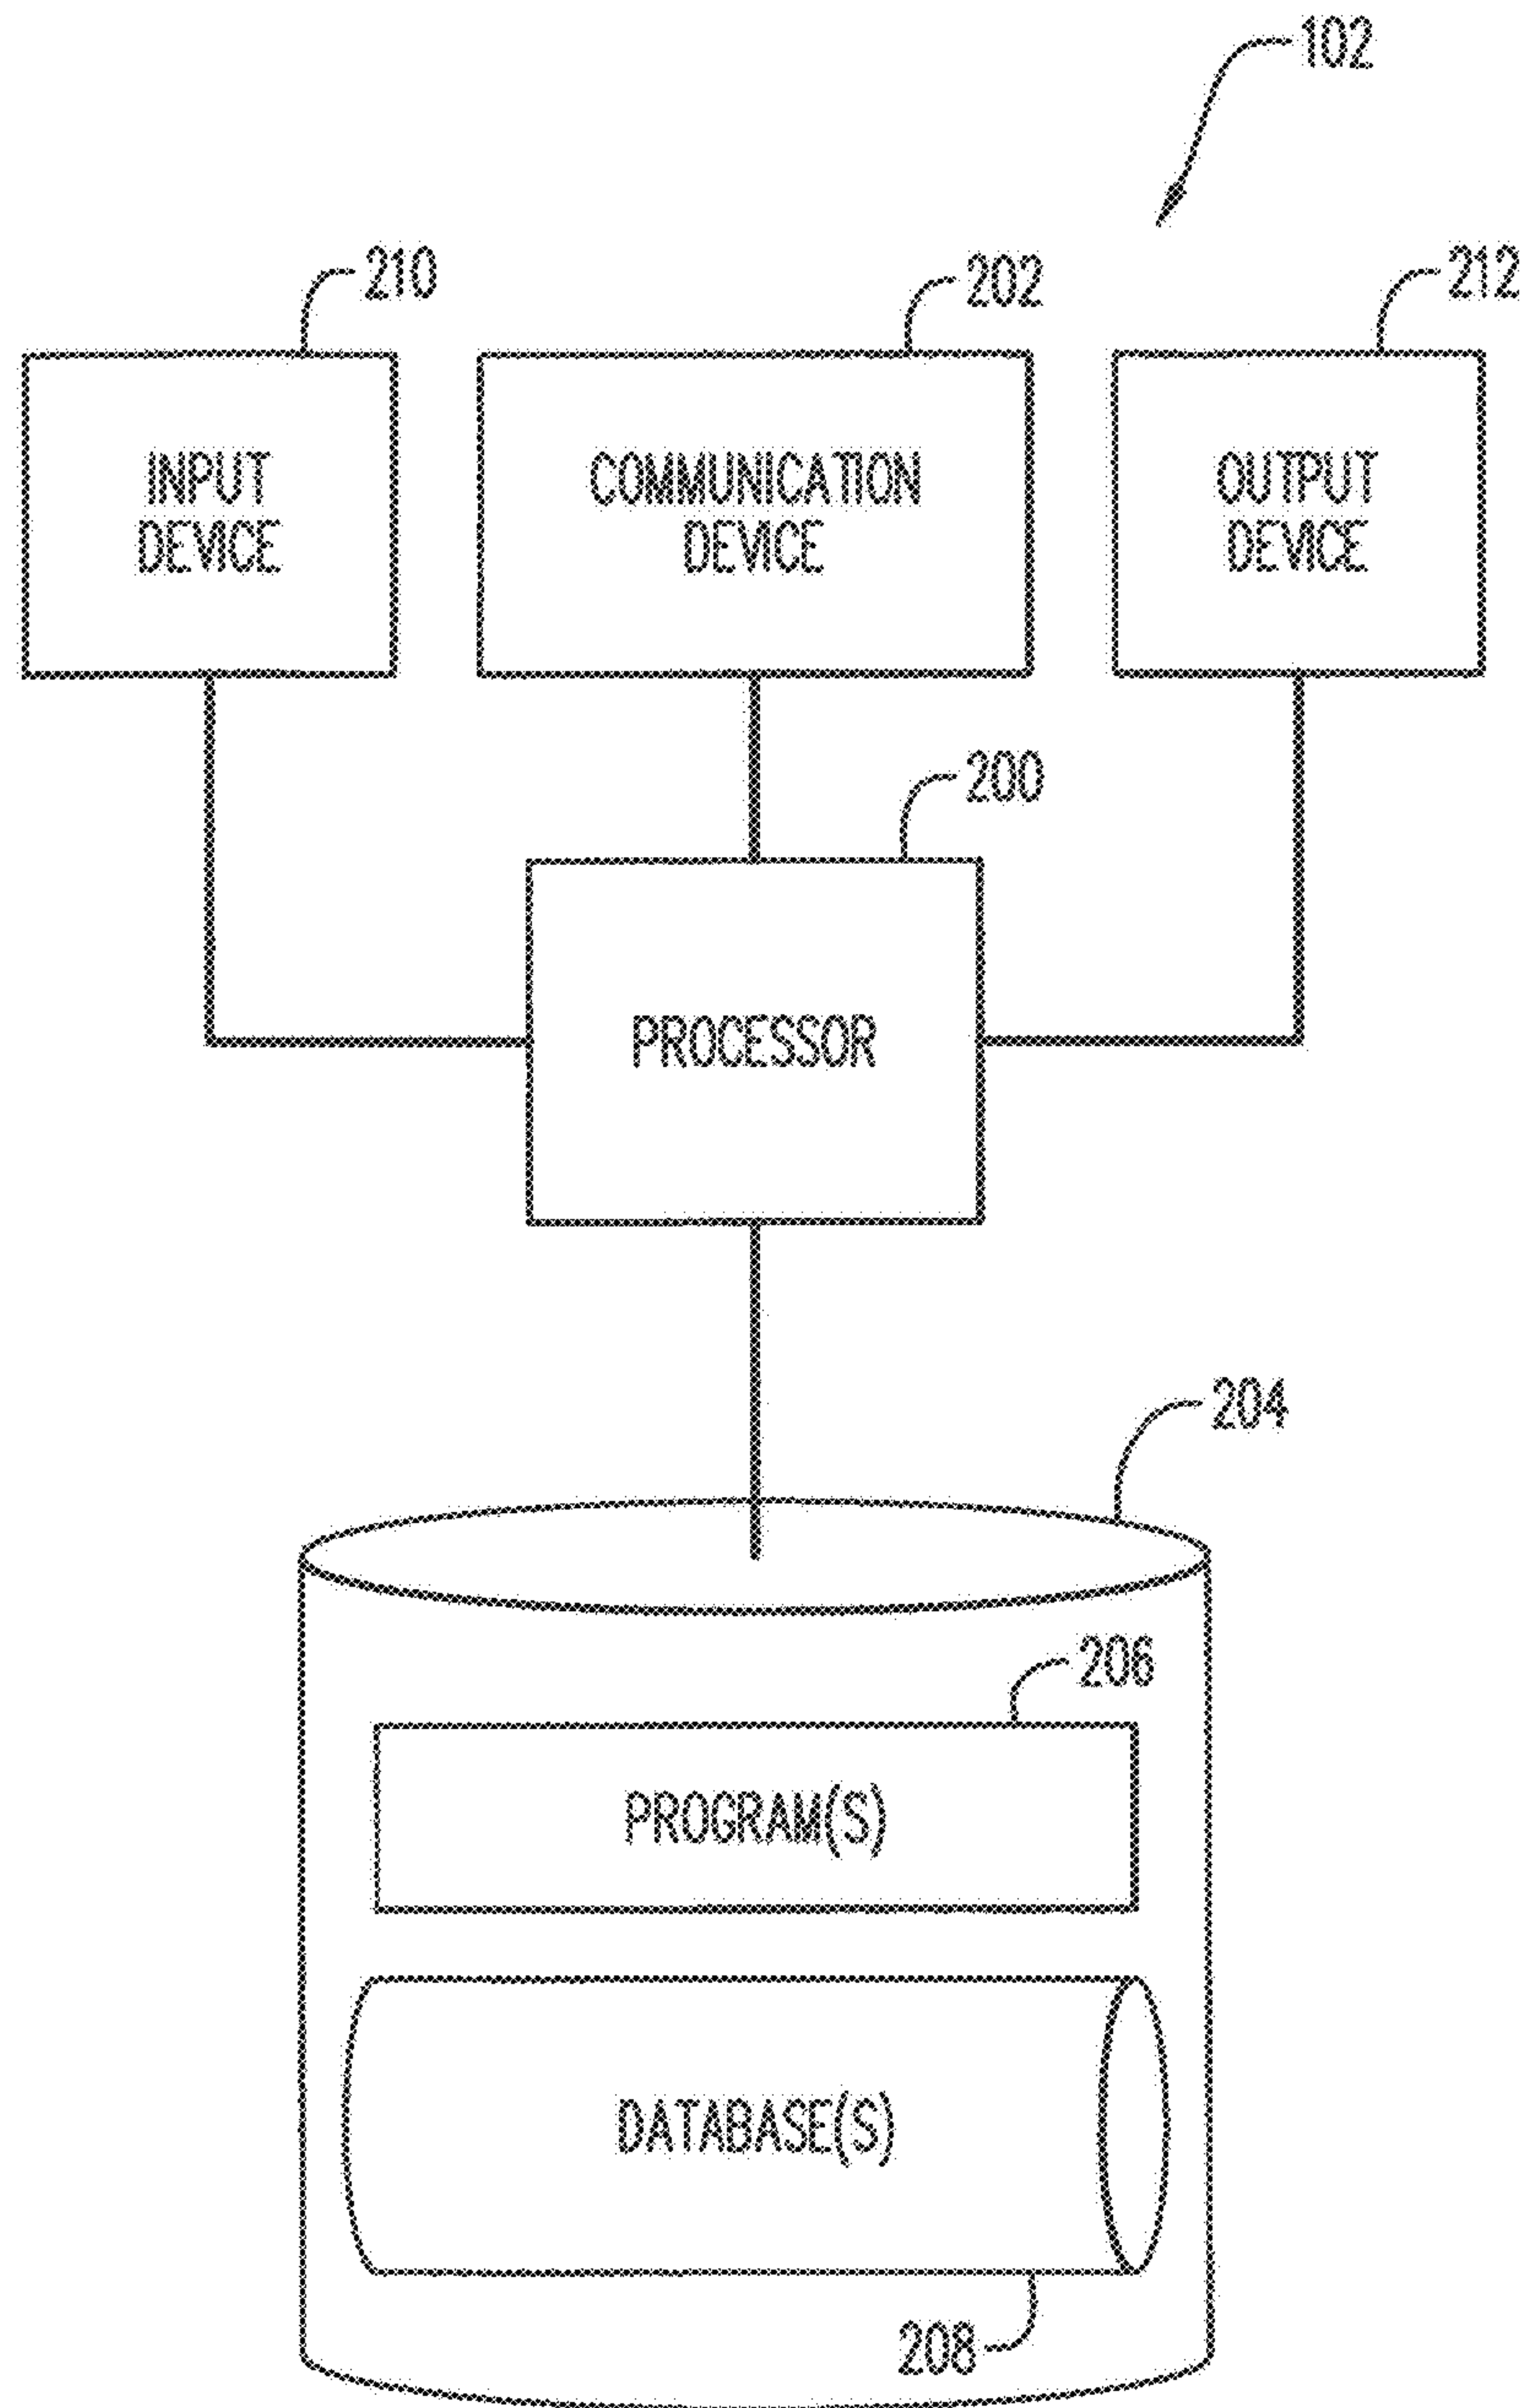 102
210
202
212
INPUT
DEVICE
COMMUNICATION
DEVICE
OUTPUT
DEVICE
200
PROCESSOR
204
206
PROGRAM(S)
DATABASE(S)
208